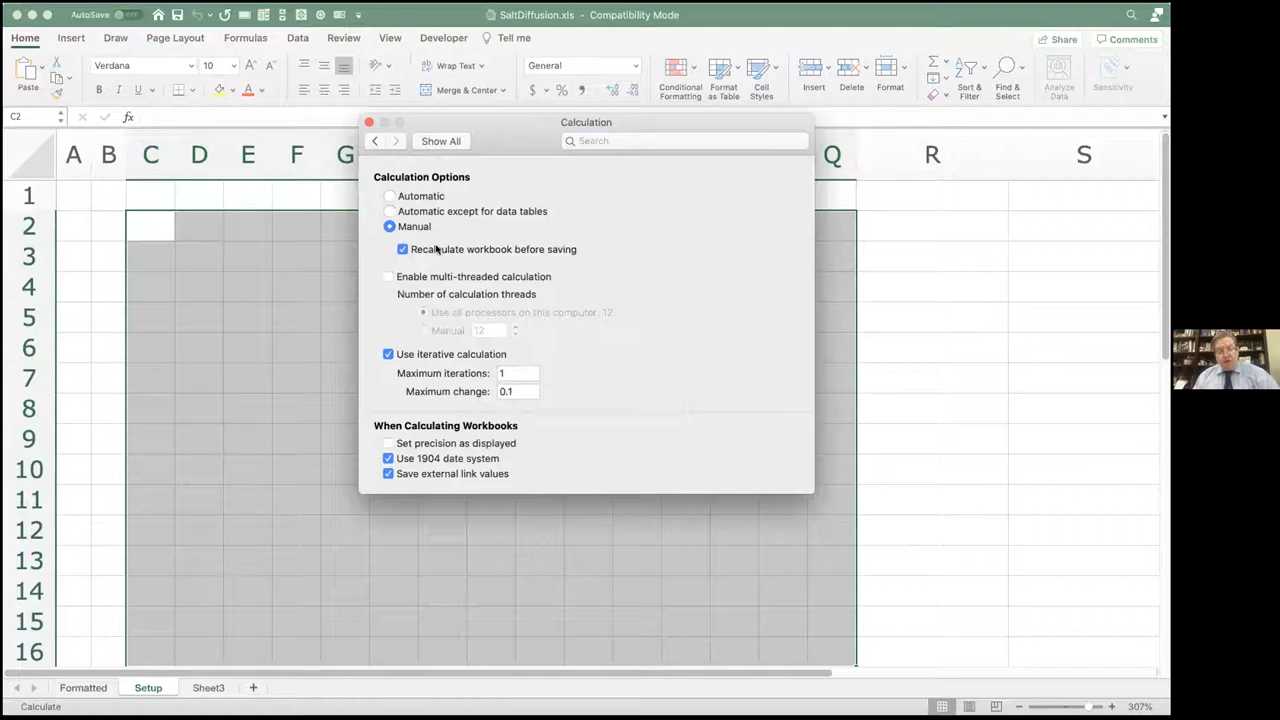 AutoSave OFF SaltDiffusion.xls - Compatibility Mode
Home Insert Draw Page Layout Formulas Data Review View Developer Tell me Share Comments
Verdana 10 Wrap Text General
Paste B I U Merge & Center $ % Conditional Formatting Format as Table Cell Styles Insert Delete Format Sort & Filter Find & Select Analyze Data Sensitivity
C2 fx
Calculation
Show All Search
A B C D E F G Q R S
Calculation Options
Automatic
Automatic except for data tables
Manual
Recalculate workbook before saving
Enable multi-threaded calculation
Number of calculation threads
Use all processors on this computer. 12
Manual 12
Use iterative calculation
Maximum iterations: 1
Maximum change: 0.1
When Calculating Workbooks
Set precision as displayed
Use 1904 date system
Save external link values
1
2
3
4
5
6
7
8
9
10
11
12
13
14
15
16
Formatted Setup Sheet3 +
Calculate 307%